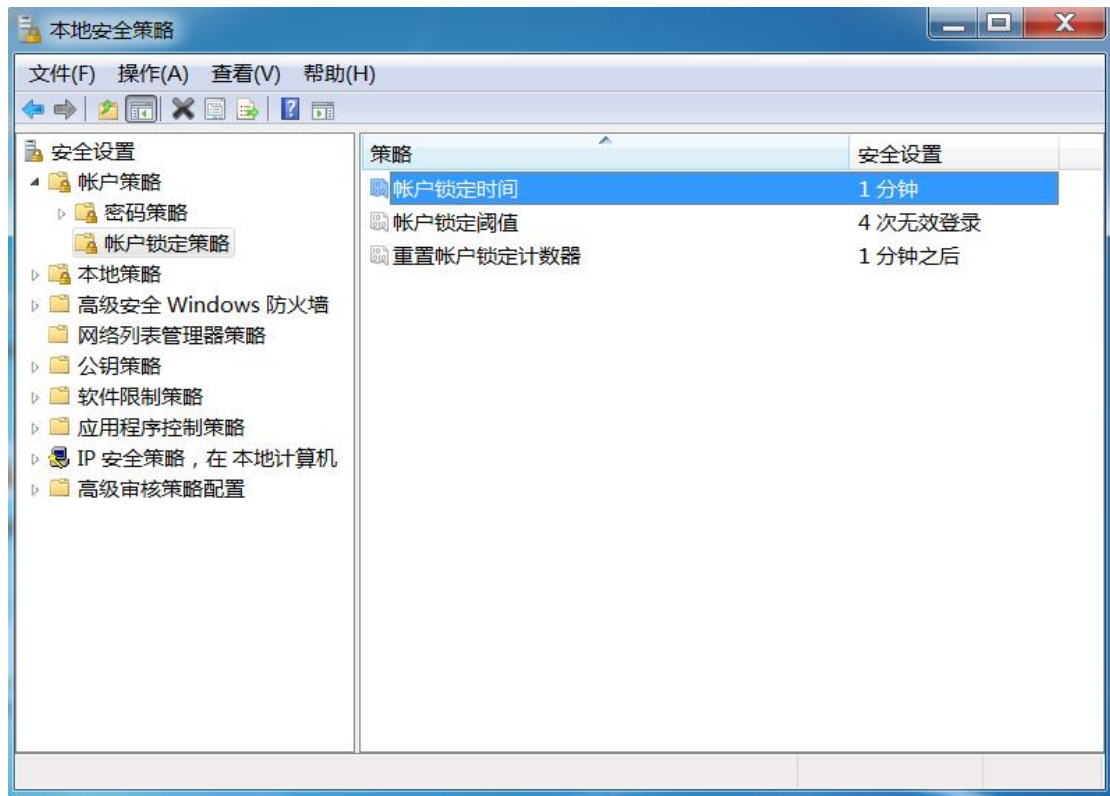 本地安全策略
文件(F) 操作(A) 查看(V) 帮助(H)
安全设置
帐户策略
密码策略
帐户锁定策略
本地策略
高级安全 Windows 防火墙
网络列表管理器策略
公钥策略
软件限制策略
应用程序控制策略
IP 安全策略，在 本地计算机
高级审核策略配置
策略 安全设置
帐户锁定时间 1 分钟
帐户锁定阈值 4 次无效登录
重置帐户锁定计数器 1 分钟之后